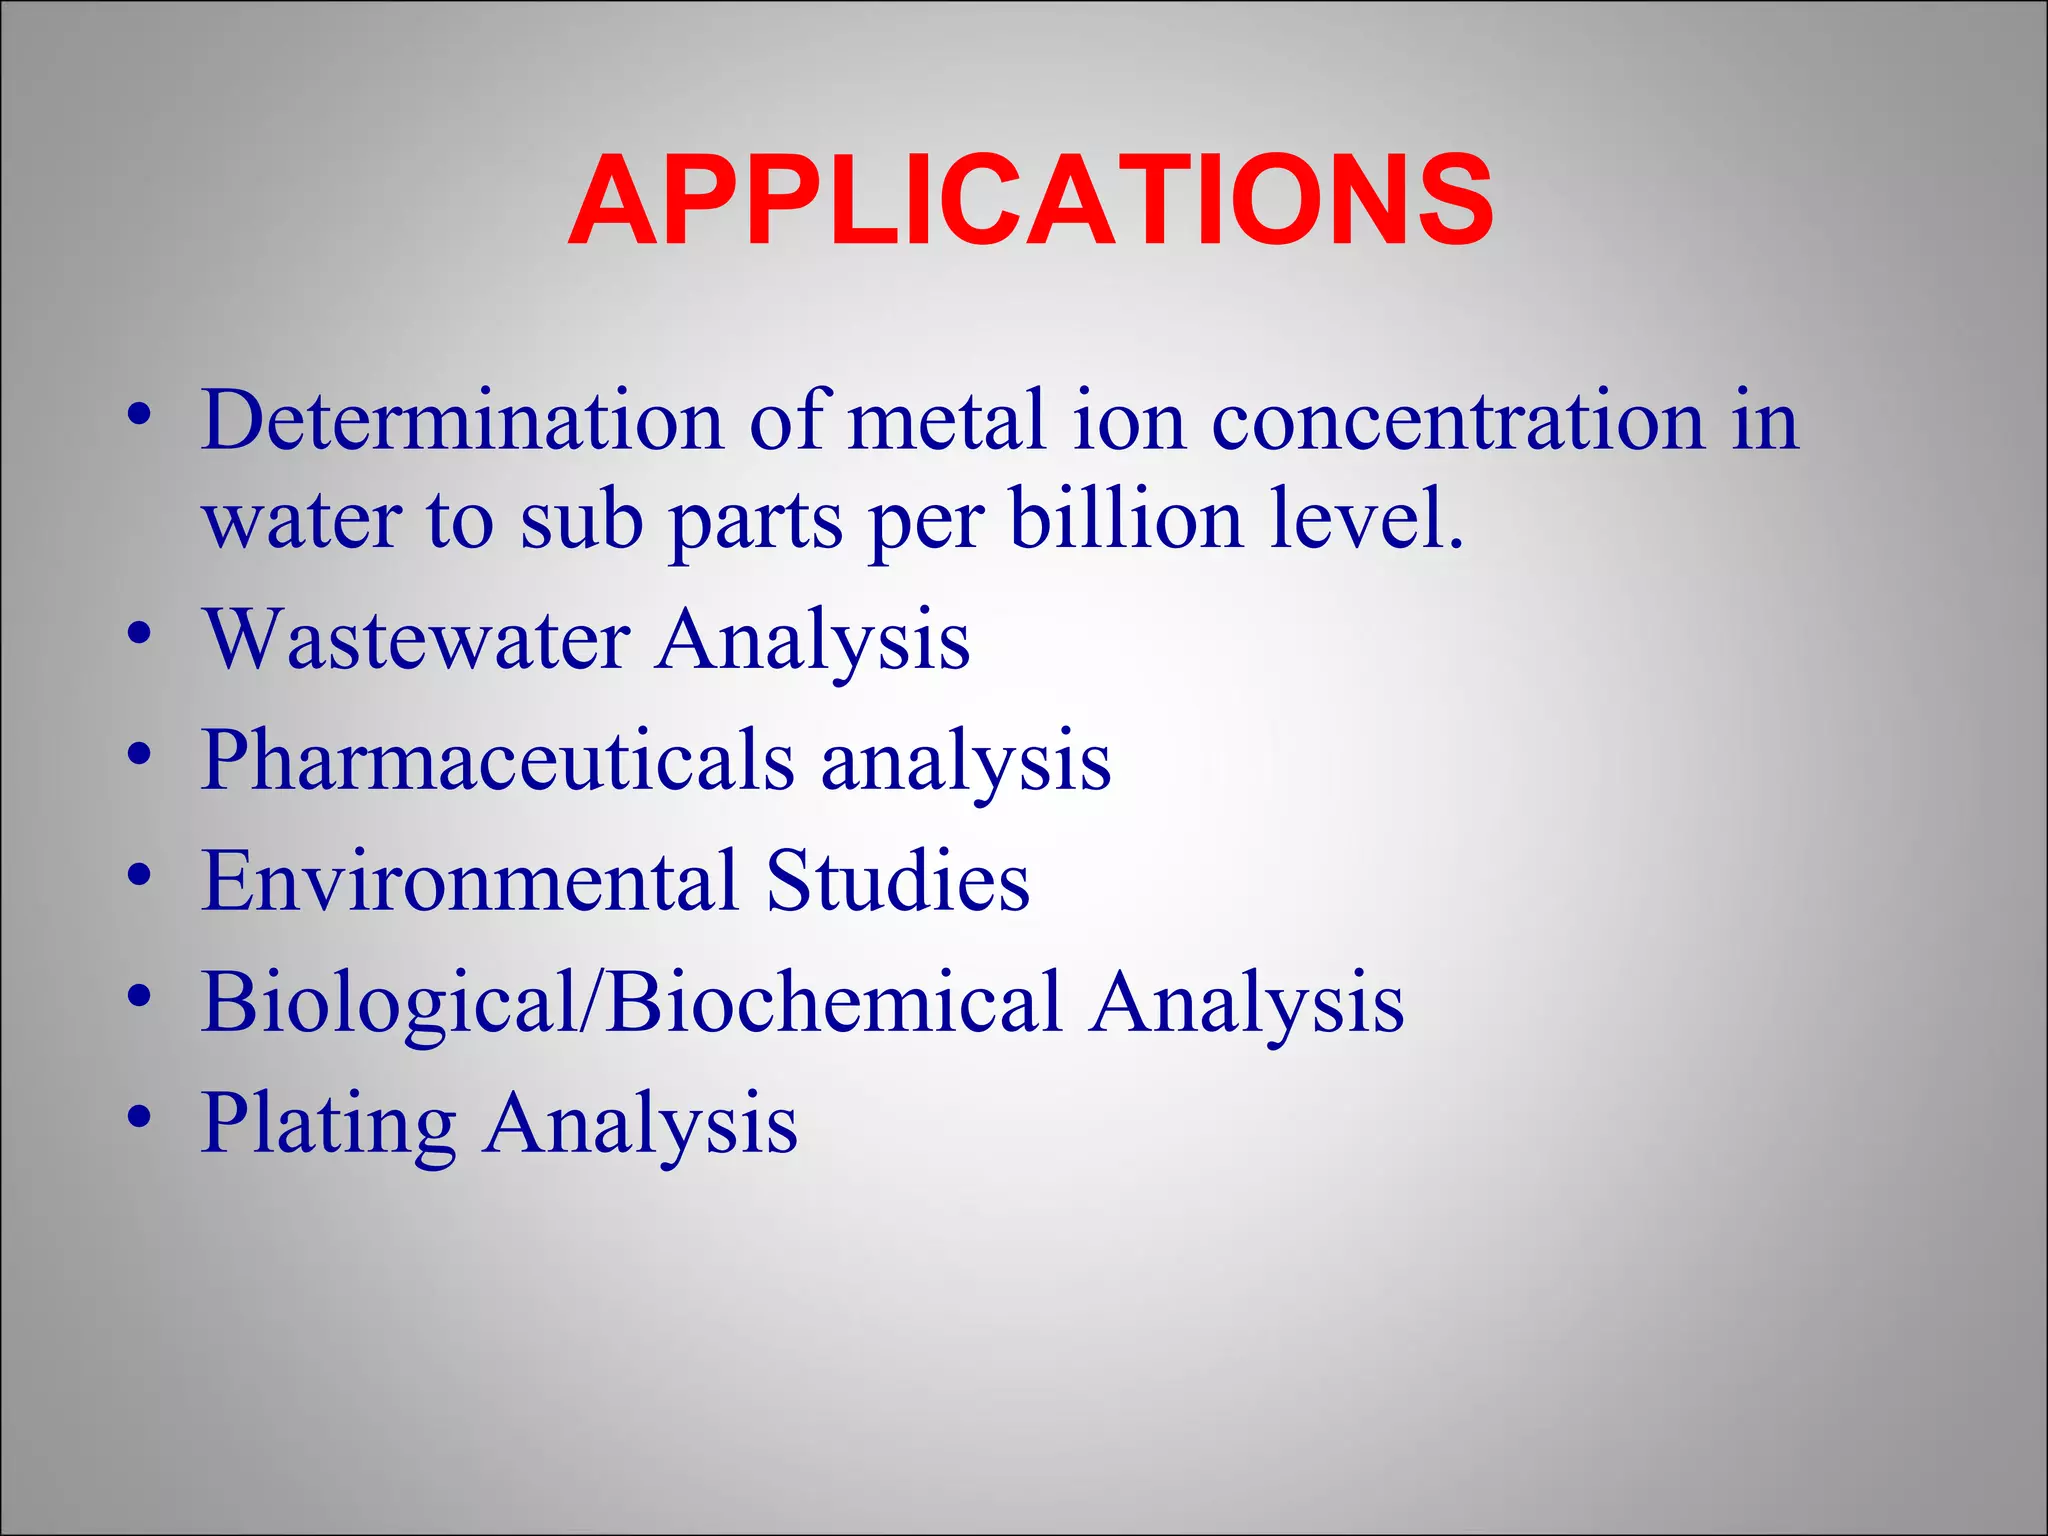 APPLICATIONS
• Determination of metal ion concentration in
water to sub parts per billion level.
• Wastewater Analysis
• Pharmaceuticals analysis
• Environmental Studies
• Biological/Biochemical Analysis
• Plating Analysis